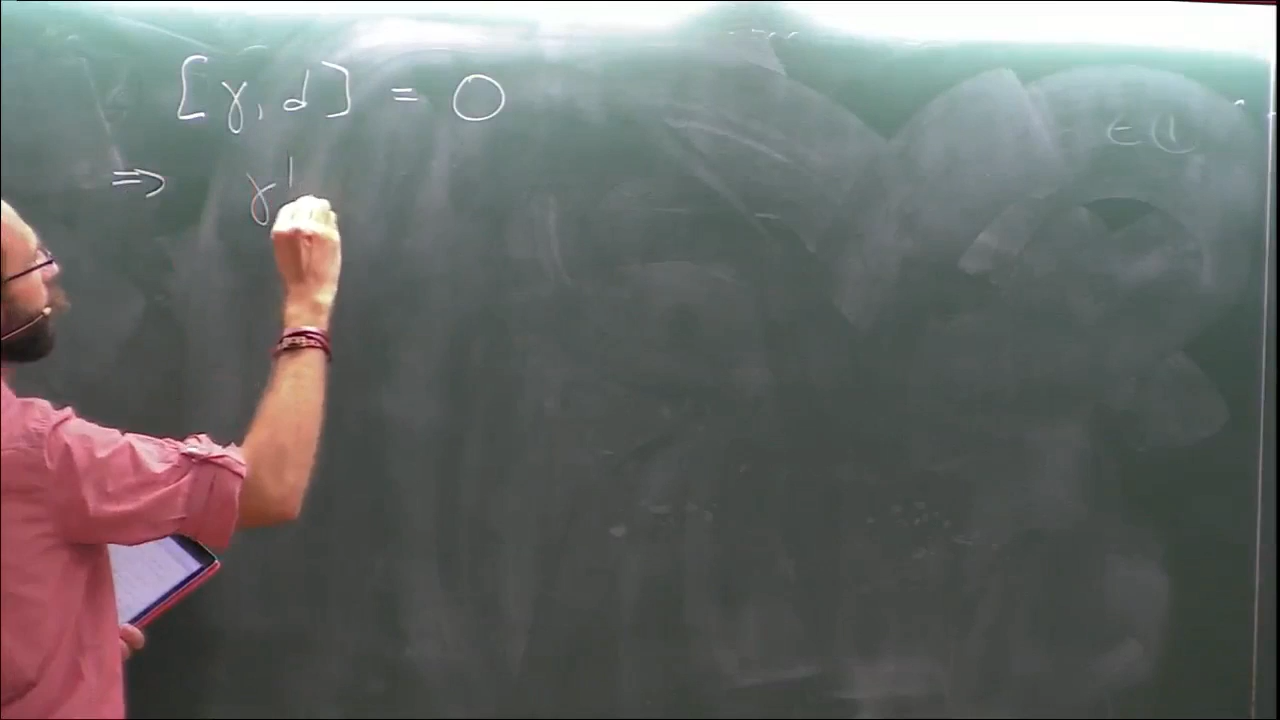 [γ, d] = 0
⇒ γ|